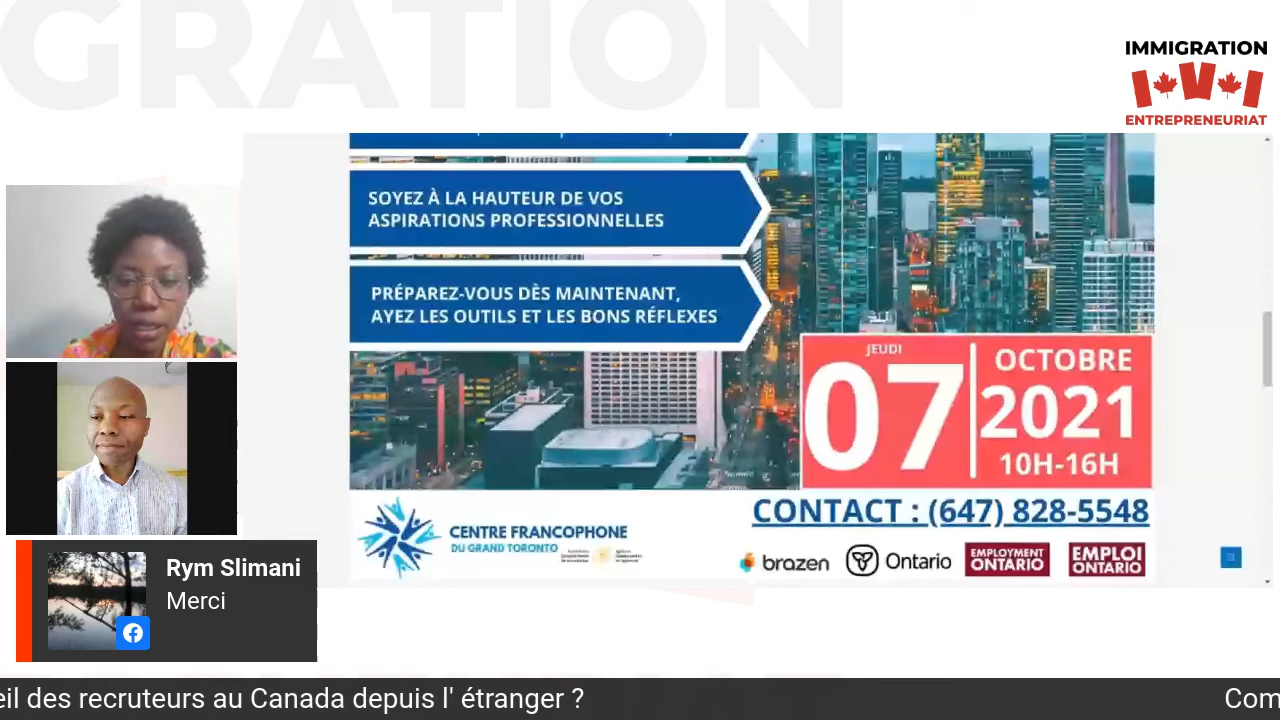 GRATION
IMMIGRATION
ENTREPRENEURIAT
SOYEZ À LA HAUTEUR DE VOS
ASPIRATIONS PROFESSIONNELLES
PRÉPAREZ-VOUS DÈS MAINTENANT,
AYEZ LES OUTILS ET LES BONS RÉFLEXES
JEUDI
07
OCTOBRE
2021
10H-16H
CONTACT : (647) 828-5548
CENTRE FRANCOPHONE
DU GRAND TORONTO
brazen
Ontario
EMPLOYMENT
ONTARIO
EMPLOI
ONTARIO
Rym Slimani
Merci
eil des recruteurs au Canada depuis l' étranger ?
Com